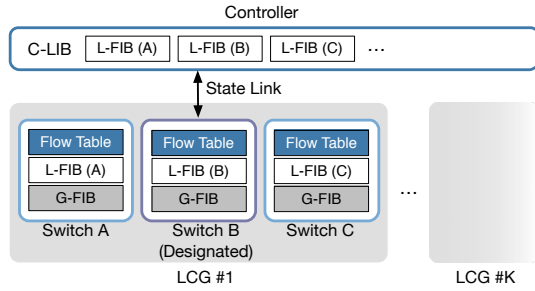 Controller
C-LIB L-FIB (A) L-FIB (B) L-FIB (C) ...
State Link
Flow Table Flow Table Flow Table
L-FIB (A) L-FIB (B) L-FIB (C)
G-FIB G-FIB G-FIB
...
Switch A Switch B Switch C
(Designated)
LCG #1 LCG #K